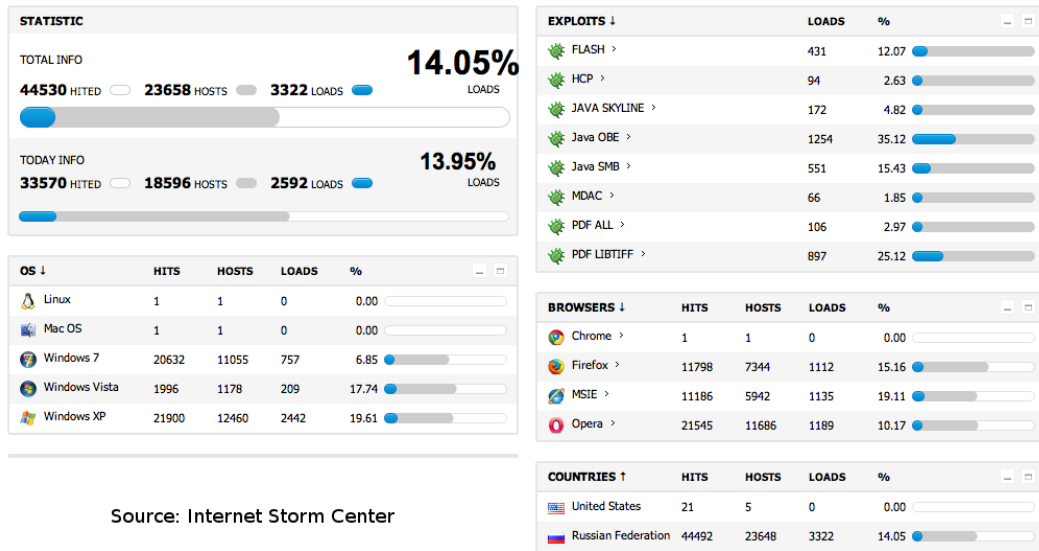 STATISTIC
TOTAL INFO
14.05%
44530 HITED 23658 HOSTS 3322 LOADS LOADS
TODAY INFO
13.95%
33570 HITED 18596 HOSTS 2592 LOADS LOADS
OS ↓ HITS HOSTS LOADS %
Linux 1 1 0 0.00
Mac OS 1 1 0 0.00
Windows 7 20632 11055 757 6.85
Windows Vista 1996 1178 209 17.74
Windows XP 21900 12460 2442 19.61
Source: Internet Storm Center
EXPLOITS ↓ LOADS %
FLASH > 431 12.07
HCP > 94 2.63
JAVA SKYLINE > 172 4.82
Java OBE > 1254 35.12
Java SMB > 551 15.43
MDAC > 66 1.85
PDF ALL > 106 2.97
PDF LIBTIFF > 897 25.12
BROWSERS ↓ HITS HOSTS LOADS %
Chrome > 1 1 0 0.00
Firefox > 11798 7344 1112 15.16
MSIE > 11186 5942 1135 19.11
Opera > 21545 11686 1189 10.17
COUNTRIES ↑ HITS HOSTS LOADS %
United States 21 5 0 0.00
Russian Federation 44492 23648 3322 14.05